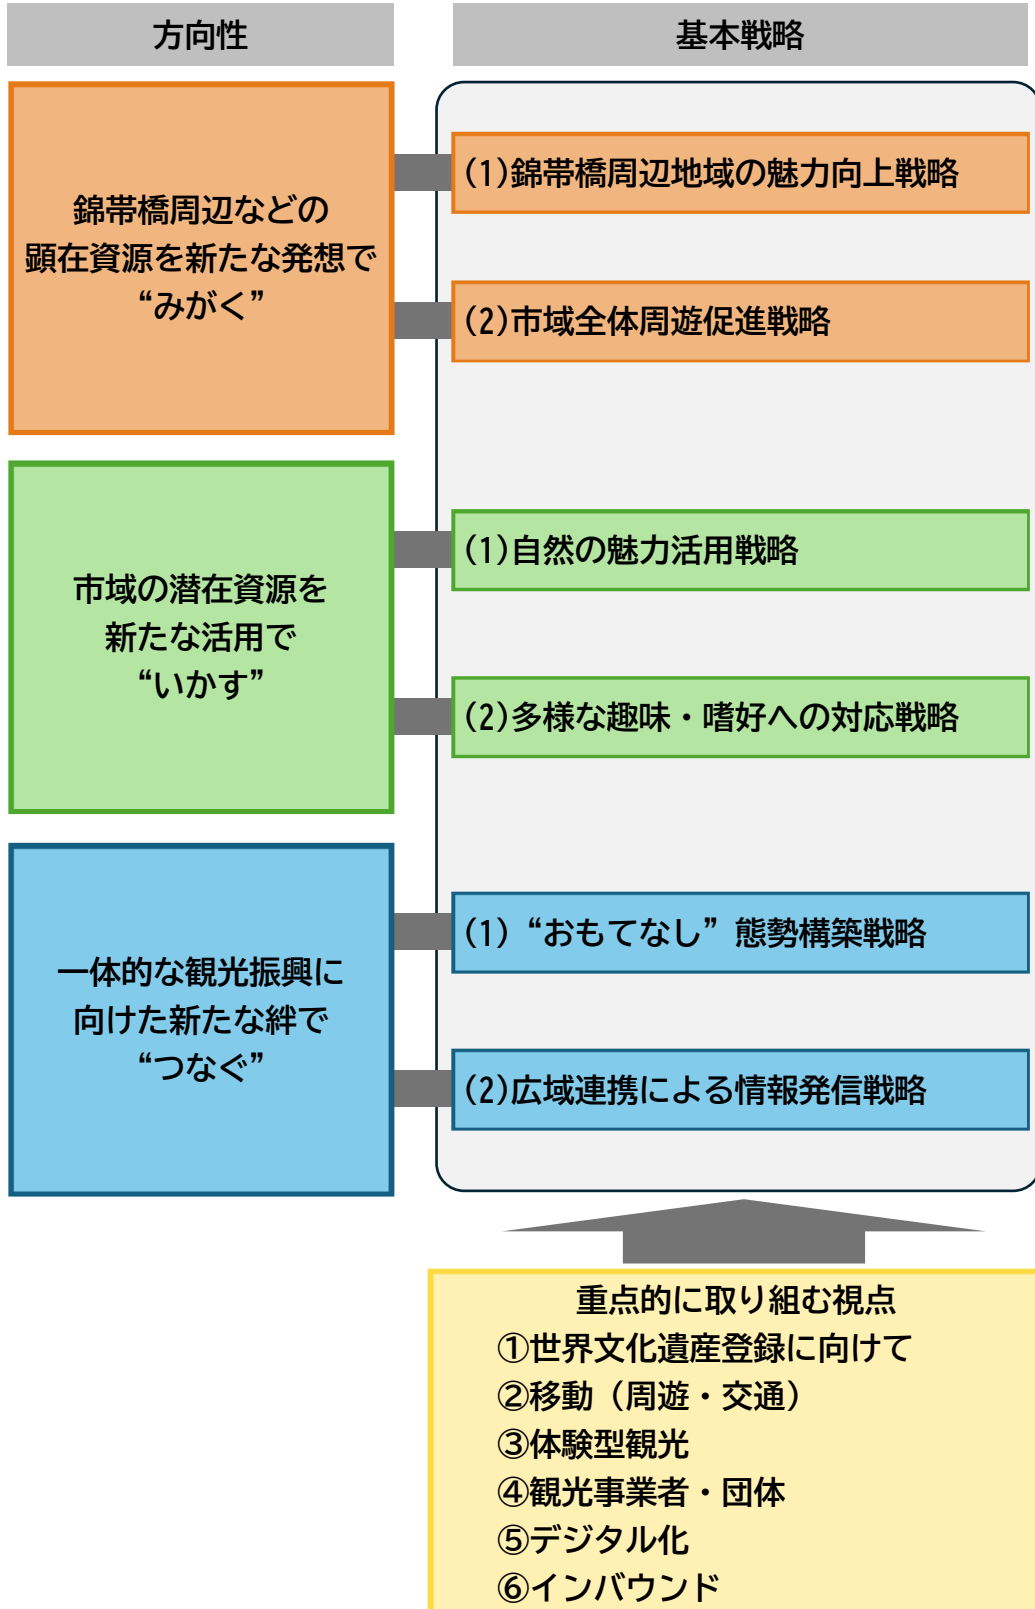 方向性
基本戦略
錦帯橋周辺などの
顕在資源を新たな発想で
“みがく”
(1)錦帯橋周辺地域の魅力向上戦略
(2)市域全体周遊促進戦略
市域の潜在資源を
新たな活用で
“いかす”
(1)自然の魅力活用戦略
(2)多様な趣味・嗜好への対応戦略
一体的な観光振興に
向けた新たな絆で
“つなぐ”
(1)“おもてなし”態勢構築戦略
(2)広域連携による情報発信戦略
重点的に取り組む視点
①世界文化遺産登録に向けて
②移動（周遊・交通）
③体験型観光
④観光事業者・団体
⑤デジタル化
⑥インバウンド